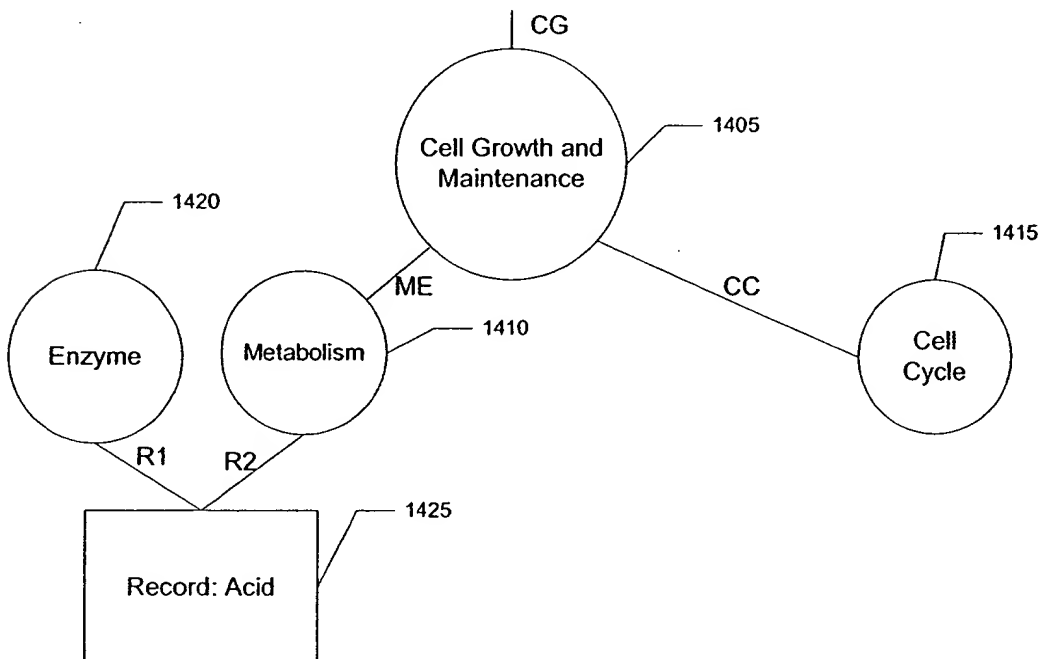 CG
Cell Growth and
Maintenance
1405
1420
1415
ME
CC
Enzyme
Metabolism
1410
Cell
Cycle
R1
R2
1425
Record: Acid